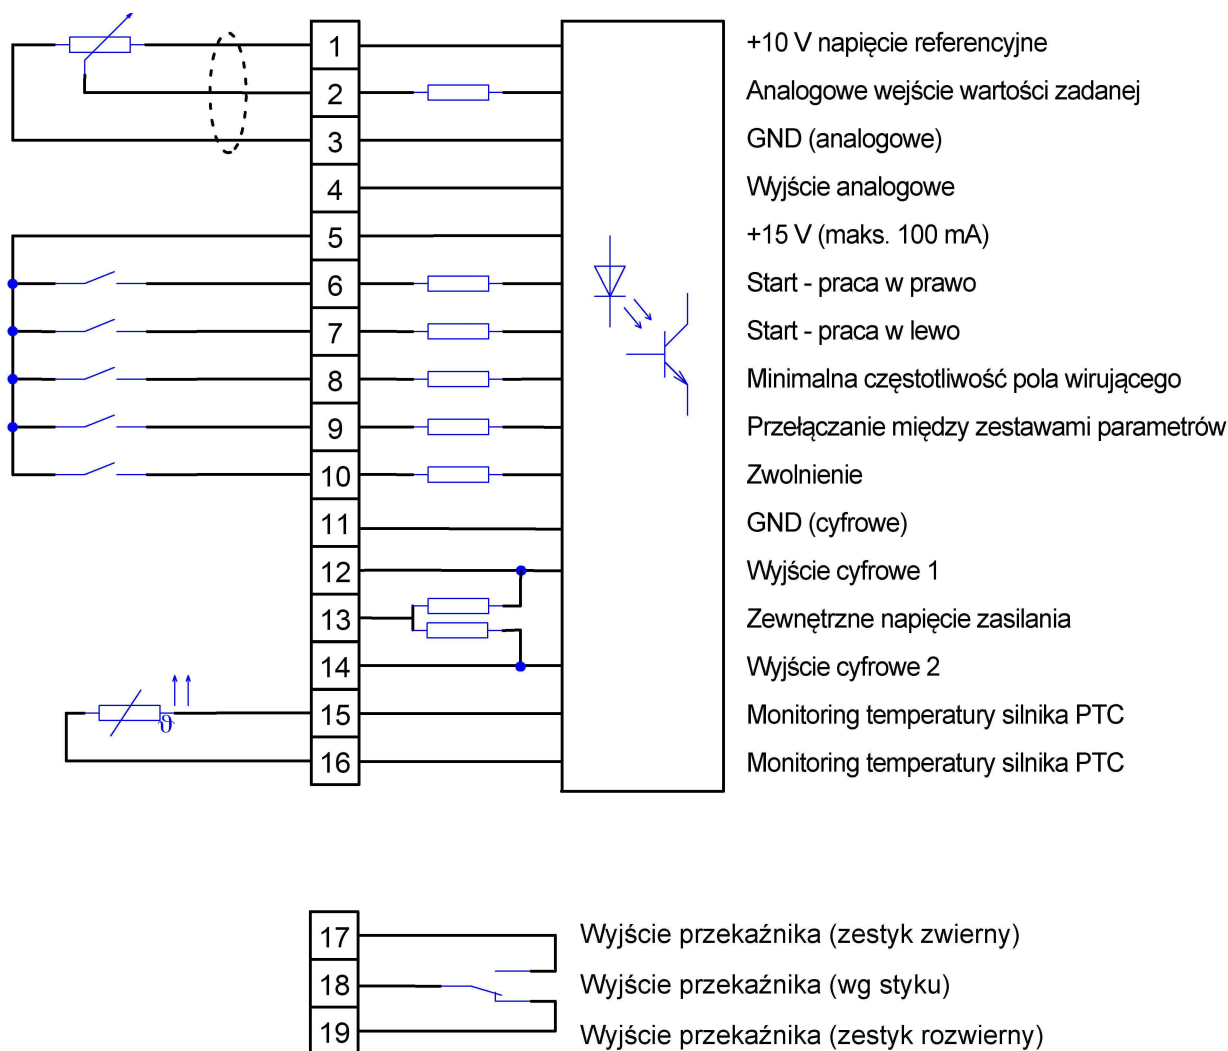 1 +10 V napięcie referencyjne
2 Analogowe wejście wartości zadanej
3 GND (analogowe)
4 Wyjście analogowe
5 +15 V (maks. 100 mA)
6 Start - praca w prawo
7 Start - praca w lewo
8 Minimalna częstotliwość pola wirującego
9 Przełączanie między zestawami parametrów
10 Zwolnienie
11 GND (cyfrowe)
12 Wyjście cyfrowe 1
13 Zewnętrzne napięcie zasilania
14 Wyjście cyfrowe 2
ϑ 15 Monitoring temperatury silnika PTC
16 Monitoring temperatury silnika PTC
17 Wyjście przekaźnika (zestyk zwierny)
18 Wyjście przekaźnika (wg styku)
19 Wyjście przekaźnika (zestyk rozwierny)